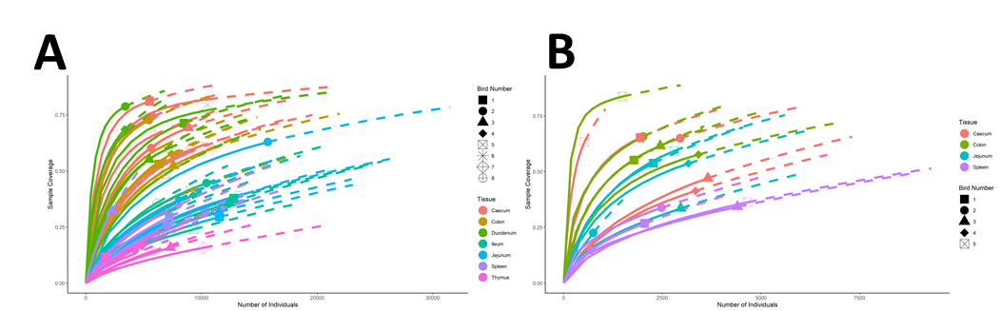 A
Sample Coverage
0.75
0.50
0.25
0.00
0
10000
20000
30000
Number of Individuals
Bird Number
1
2
3
4
5
6
7
8
Tissue
Caecum
Colon
Duodenum
Ileum
Jejunum
Spleen
Thymus
B
Sample Coverage
0.75
0.50
0.25
0.00
0
2500
5000
7500
Number of Individuals
Tissue
Caecum
Colon
Jejunum
Spleen
Bird Number
1
2
3
4
5